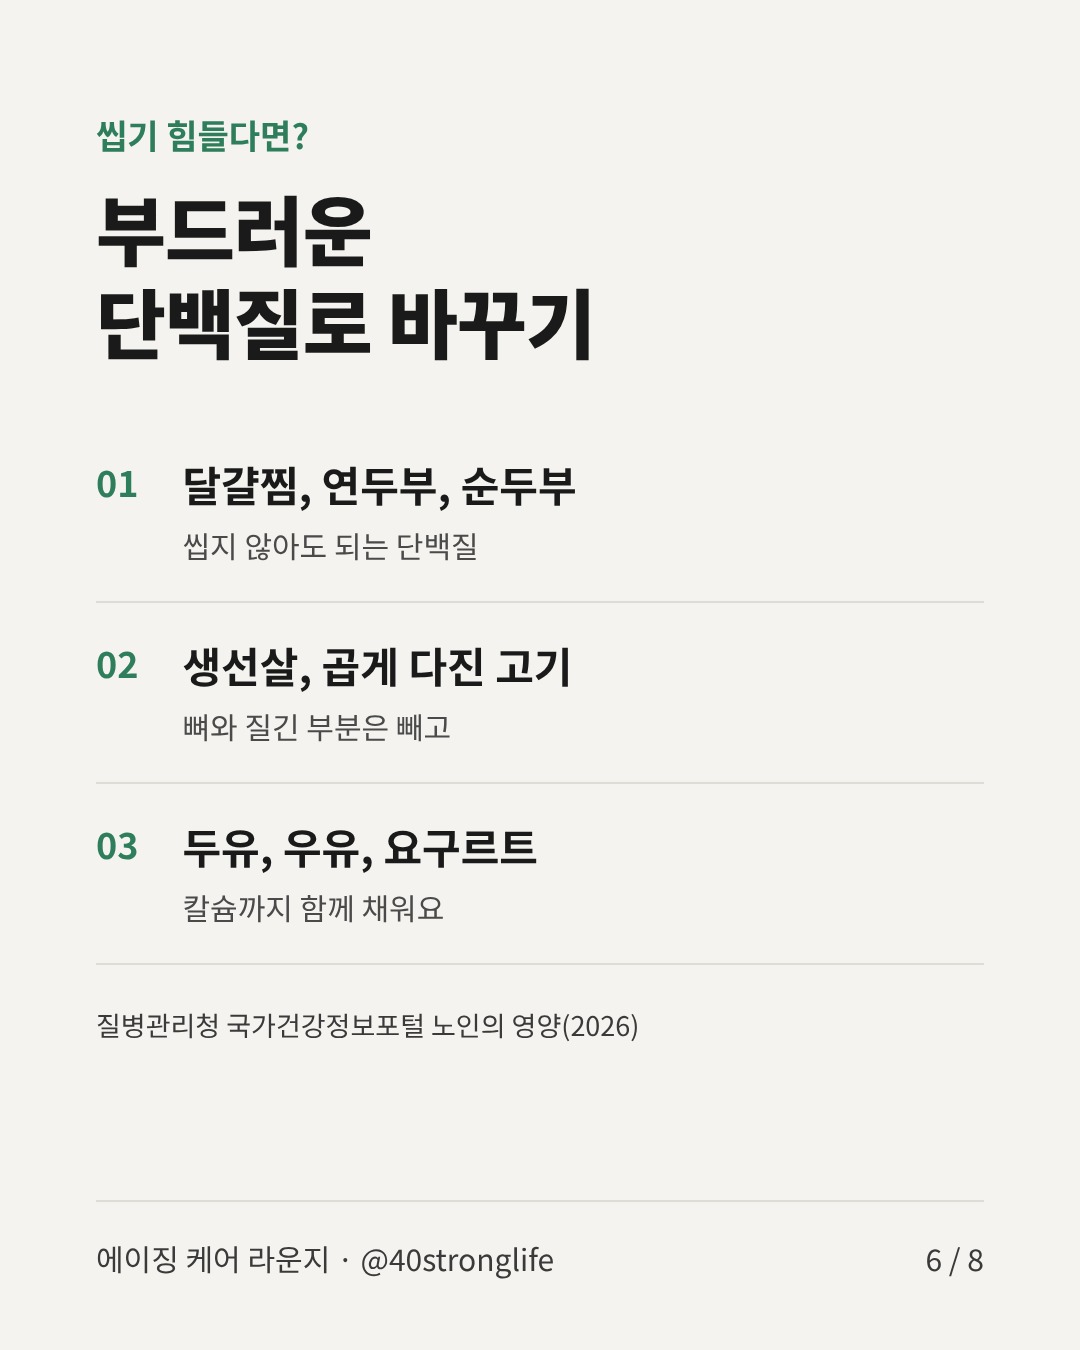 씹기 힘들다면?
부드러운
단백질로 바꾸기
01 달걀찜, 연두부, 순두부
씹지 않아도 되는 단백질
02 생선살, 곱게 다진 고기
뼈와 질긴 부분은 빼고
03 두유, 우유, 요구르트
칼슘까지 함께 채워요
질병관리청 국가건강정보포털 노인의 영양(2026)
에이징 케어 라운지 · @40stronglife 6 / 8